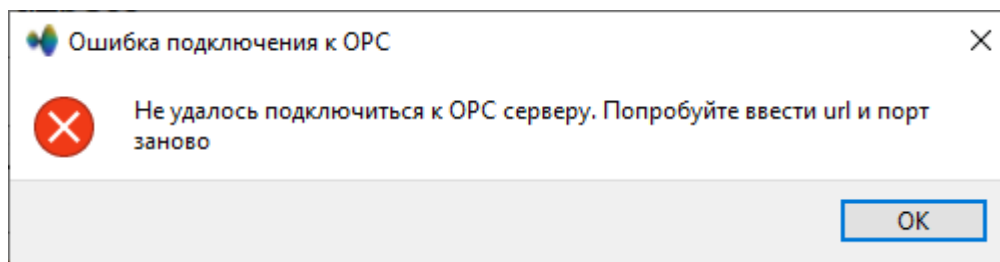 Ошибка подключения к OPC
Не удалось подключиться к OPC серверу. Попробуйте ввести url и порт
заново
OK